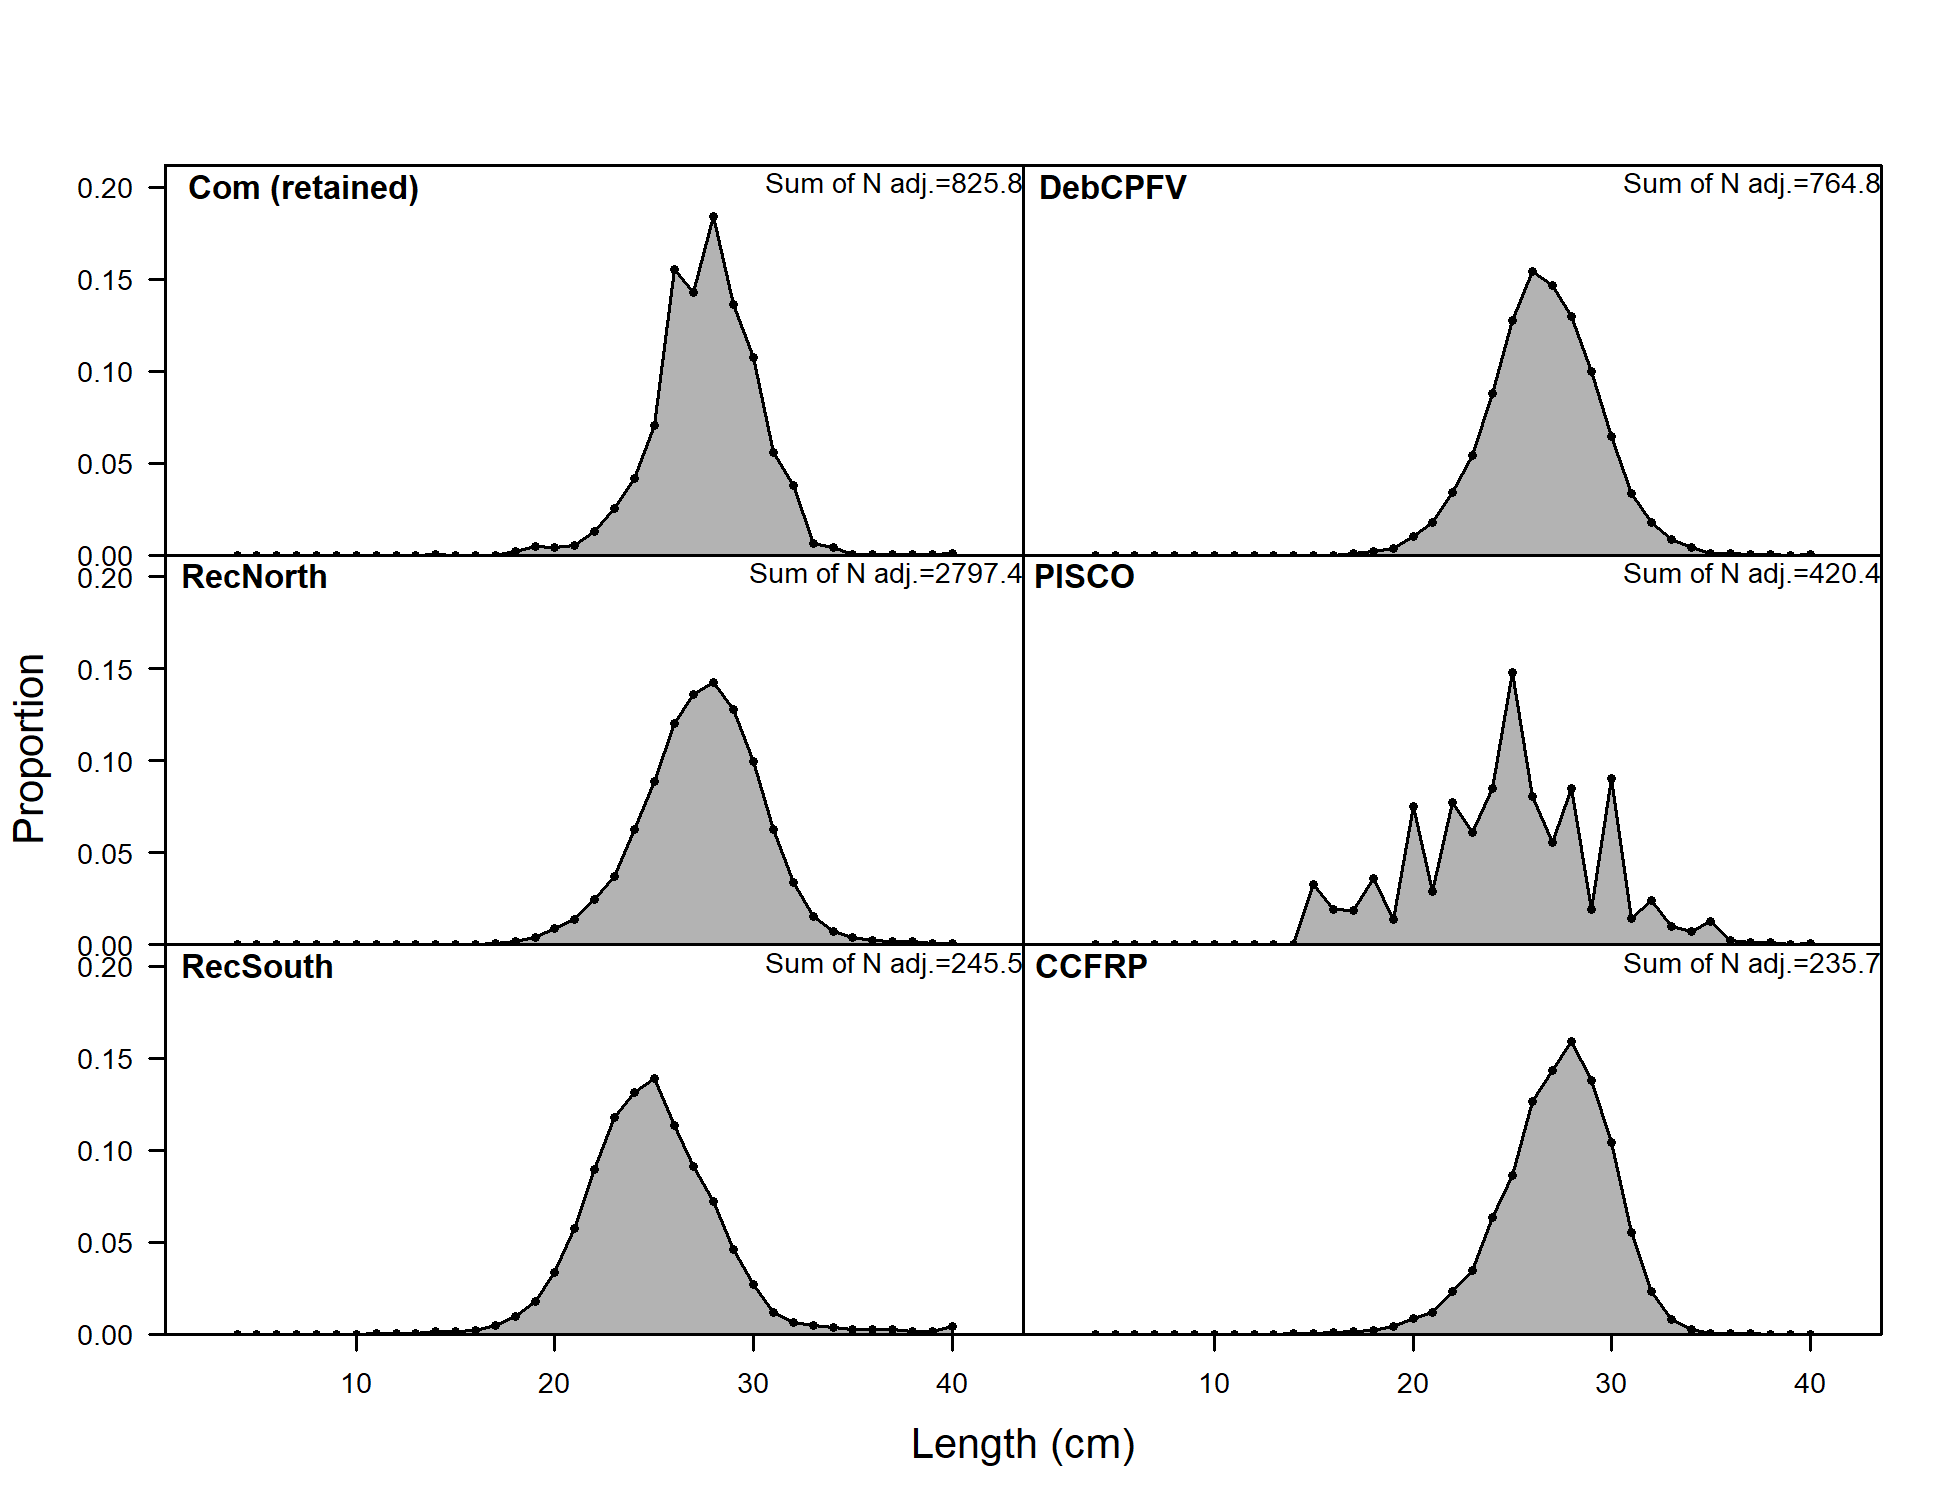 Com (retained)
Sum of N adj.=825.8
DebCPFV
Sum of N adj.=764.8
0.20
0.15
0.10
0.05
0.00
RecNorth
Sum of N adj.=2797.4
PISCO
Sum of N adj.=420.4
0.20
0.15
0.10
0.05
0.00
RecSouth
Sum of N adj.=245.5
CCFRP
Sum of N adj.=235.7
0.20
0.15
0.10
0.05
0.00
10
20
30
40
10
20
30
40
Proportion
Length (cm)